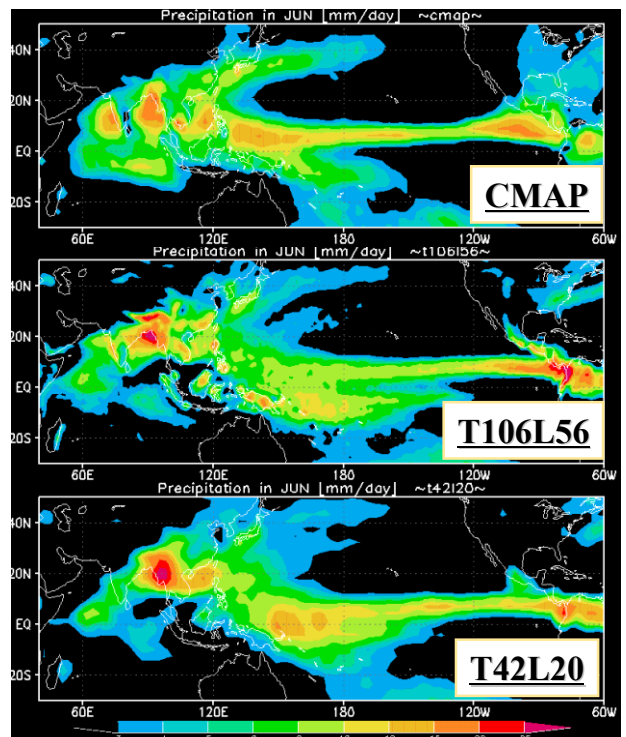 Precipitation in JUN [mm/day] ~cmap~
40N
20N
EQ
20S
CMAP
60E 120E 180 120W 60W
Precipitation in JUN [mm/day] ~t106l56~
40N
20N
EQ
20S
T106L56
60E 120E 180 120W 60W
Precipitation in JUN [mm/day] ~t42l20~
40N
20N
EQ
20S
T42L20
60E 120E 180 120W 60W